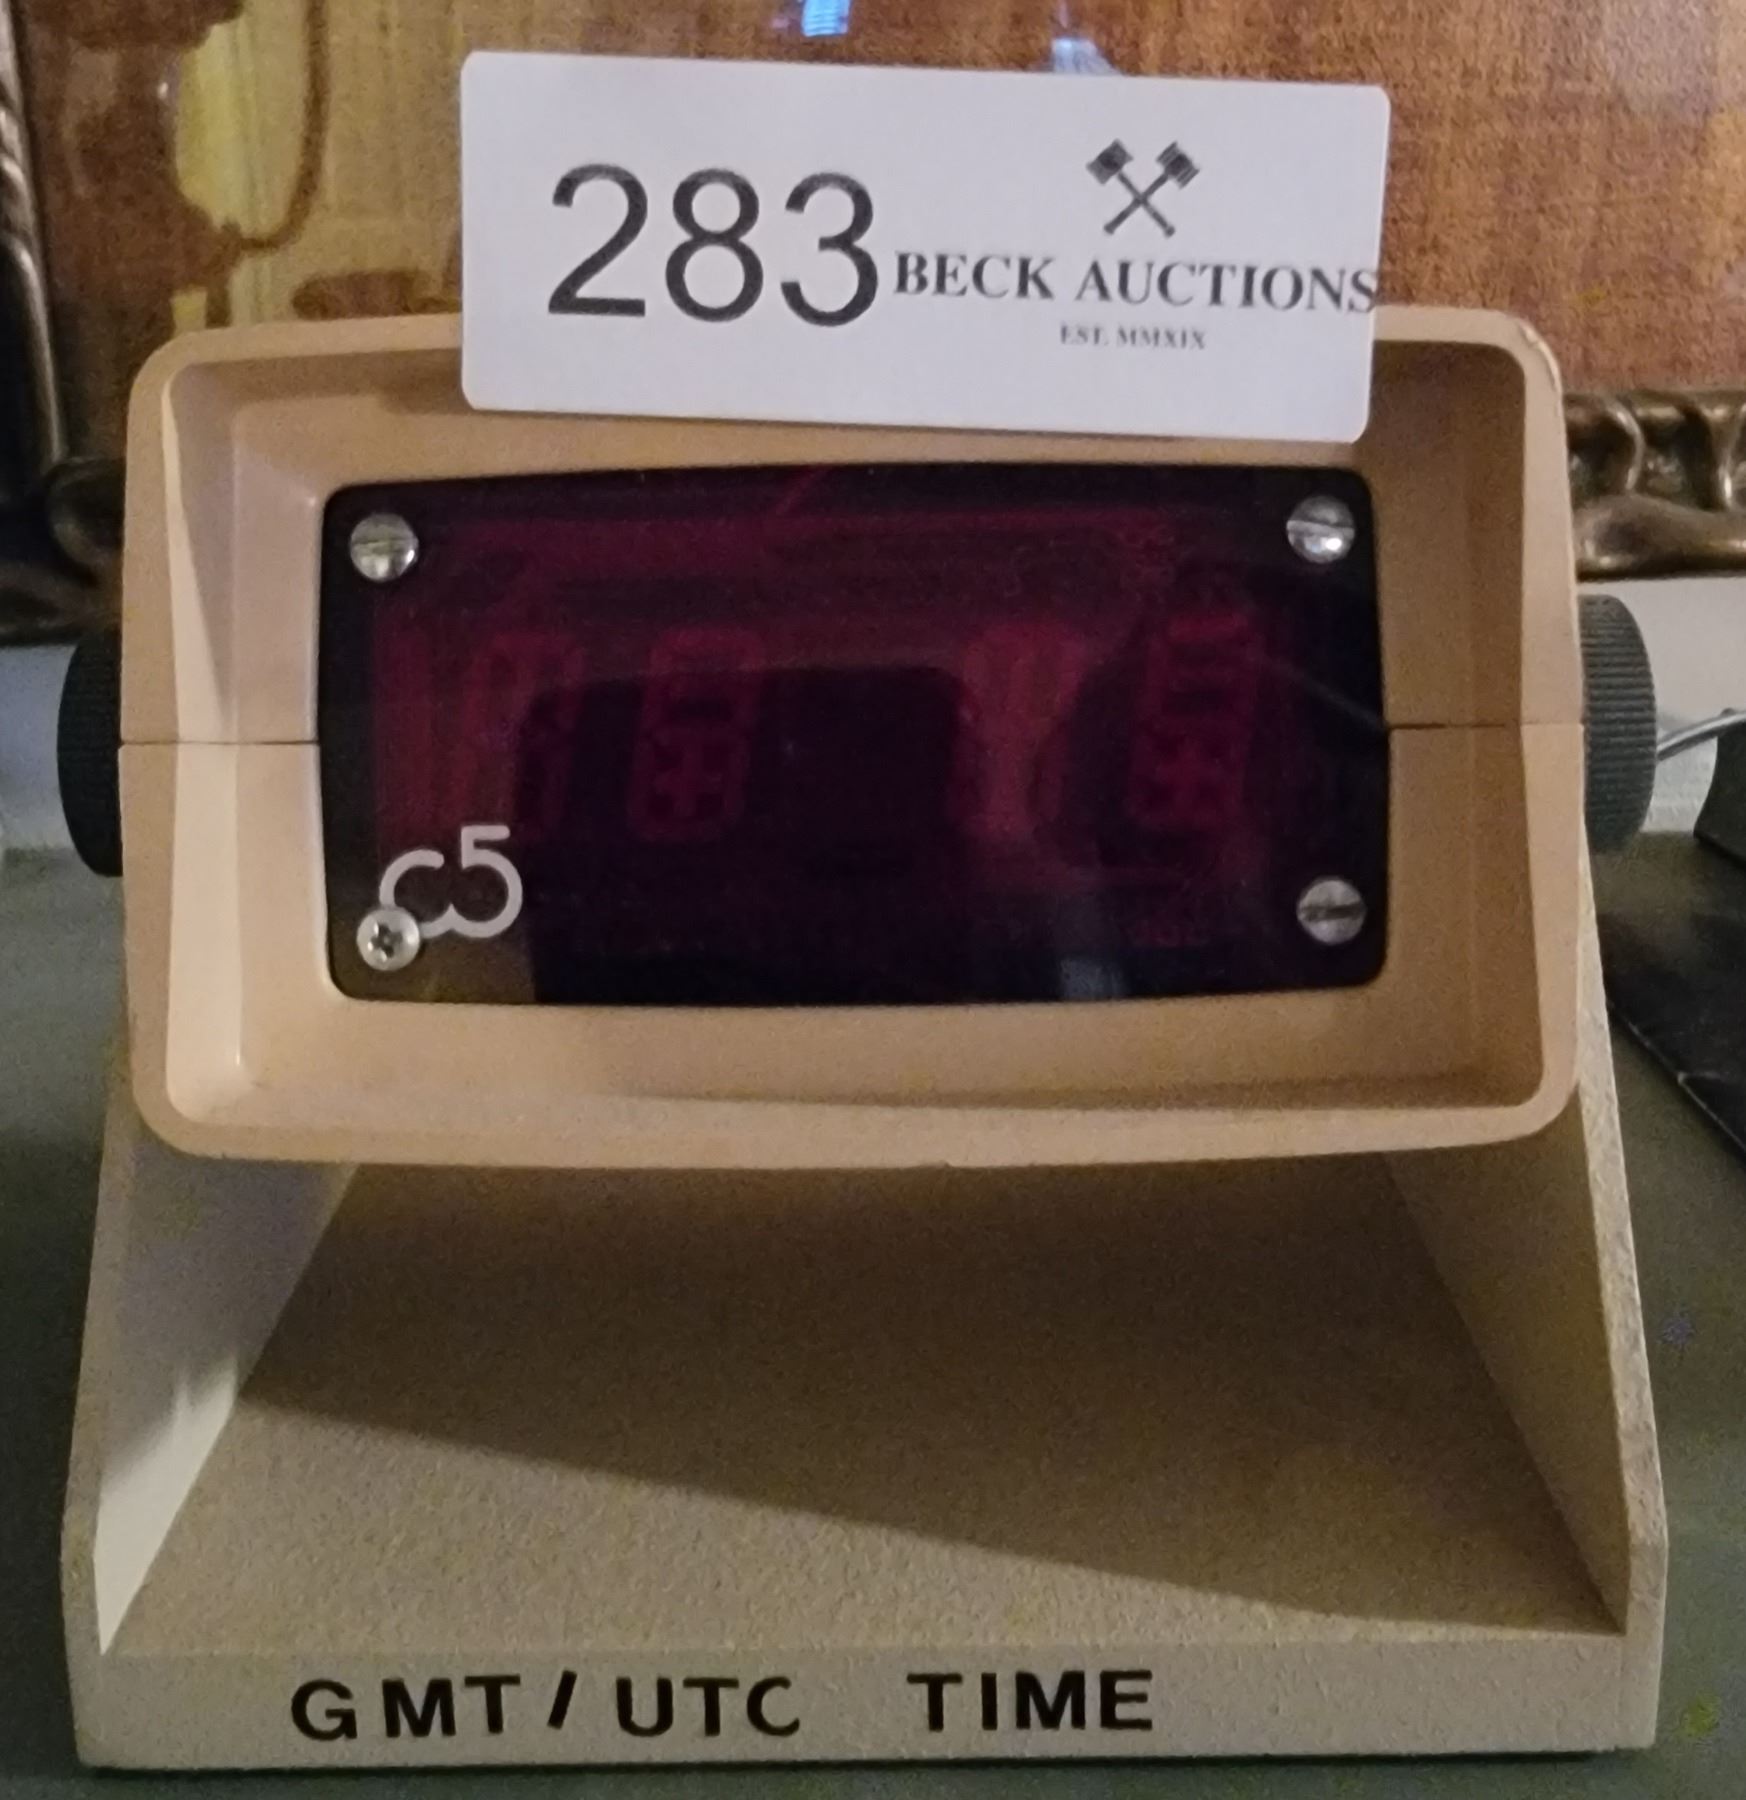 283
BECK AUCTIONS
EST. MMXIX
c5
GMT/UTC TIME